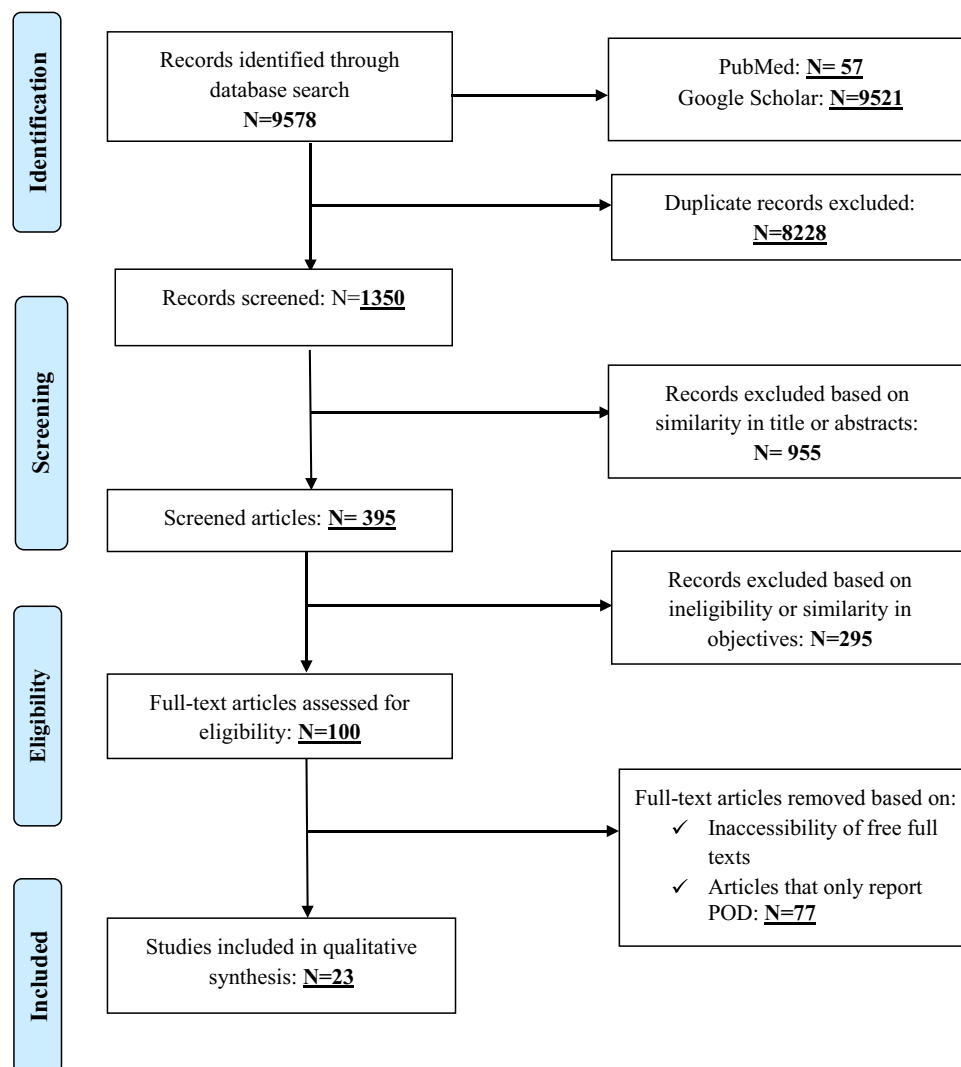 Identification
Records identified through
database search
N=9578
PubMed: N= 57
Google Scholar: N=9521
Duplicate records excluded:
N=8228
Screening
Records screened: N=1350
Records excluded based on
similarity in title or abstracts:
N= 955
Screened articles: N= 395
Eligibility
Records excluded based on
ineligibility or similarity in
objectives: N=295
Full-text articles assessed for
eligibility: N=100
Full-text articles removed based on:
✓ Inaccessibility of free full
texts
✓ Articles that only report
POD: N=77
Included
Studies included in qualitative
synthesis: N=23